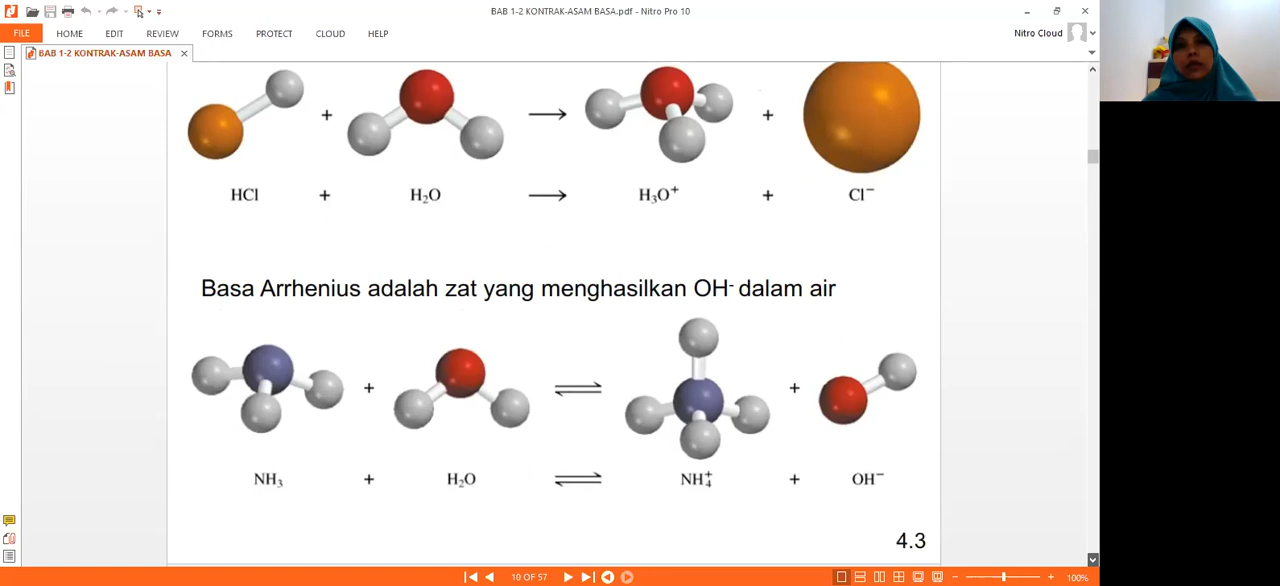 BAB 1-2 KONTRAK-ASAM BASA.pdf - Nitro Pro 10
FILE HOME EDIT REVIEW FORMS PROTECT CLOUD HELP
Nitro Cloud
BAB 1-2 KONTRAK-ASAM BASA
+ → +
HCl + H₂O → H₃O⁺ + Cl⁻
Basa Arrhenius adalah zat yang menghasilkan OH⁻ dalam air
+ ⇌ +
NH₃ + H₂O ⇌ NH₄⁺ + OH⁻
4.3
10 OF 57
100%